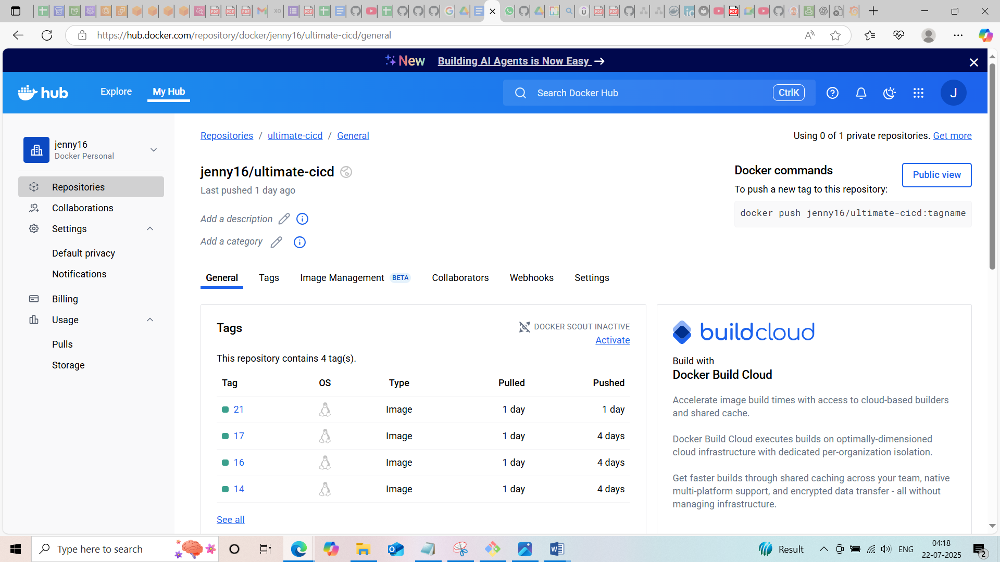 https://hub.docker.com/repository/docker/jenny16/ultimate-cicd/general
New Building AI Agents is Now Easy →
hub
Explore
My Hub
Search Docker Hub
CtrlK
J
jenny16
Docker Personal
Repositories
Collaborations
Settings
Default privacy
Notifications
Billing
Usage
Pulls
Storage
Repositories / ultimate-cicd / General
Using 0 of 1 private repositories. Get more
jenny16/ultimate-cicd
Last pushed 1 day ago
Add a description
Add a category
Docker commands
Public view
To push a new tag to this repository:
docker push jenny16/ultimate-cicd:tagname
General Tags Image Management BETA Collaborators Webhooks Settings
Tags
DOCKER SCOUT INACTIVE
Activate
This repository contains 4 tag(s).
Tag OS Type Pulled Pushed
21 Image 1 day 1 day
17 Image 1 day 4 days
16 Image 1 day 4 days
14 Image 1 day 4 days
See all
buildcloud
Build with
Docker Build Cloud
Accelerate image build times with access to cloud-based builders
and shared cache.
Docker Build Cloud executes builds on optimally-dimensioned
cloud infrastructure with dedicated per-organization isolation.
Get faster builds through shared caching across your team, native
multi-platform support, and encrypted data transfer - all without
managing infrastructure.
Type here to search
Result
ENG
04:18
22-07-2025
2